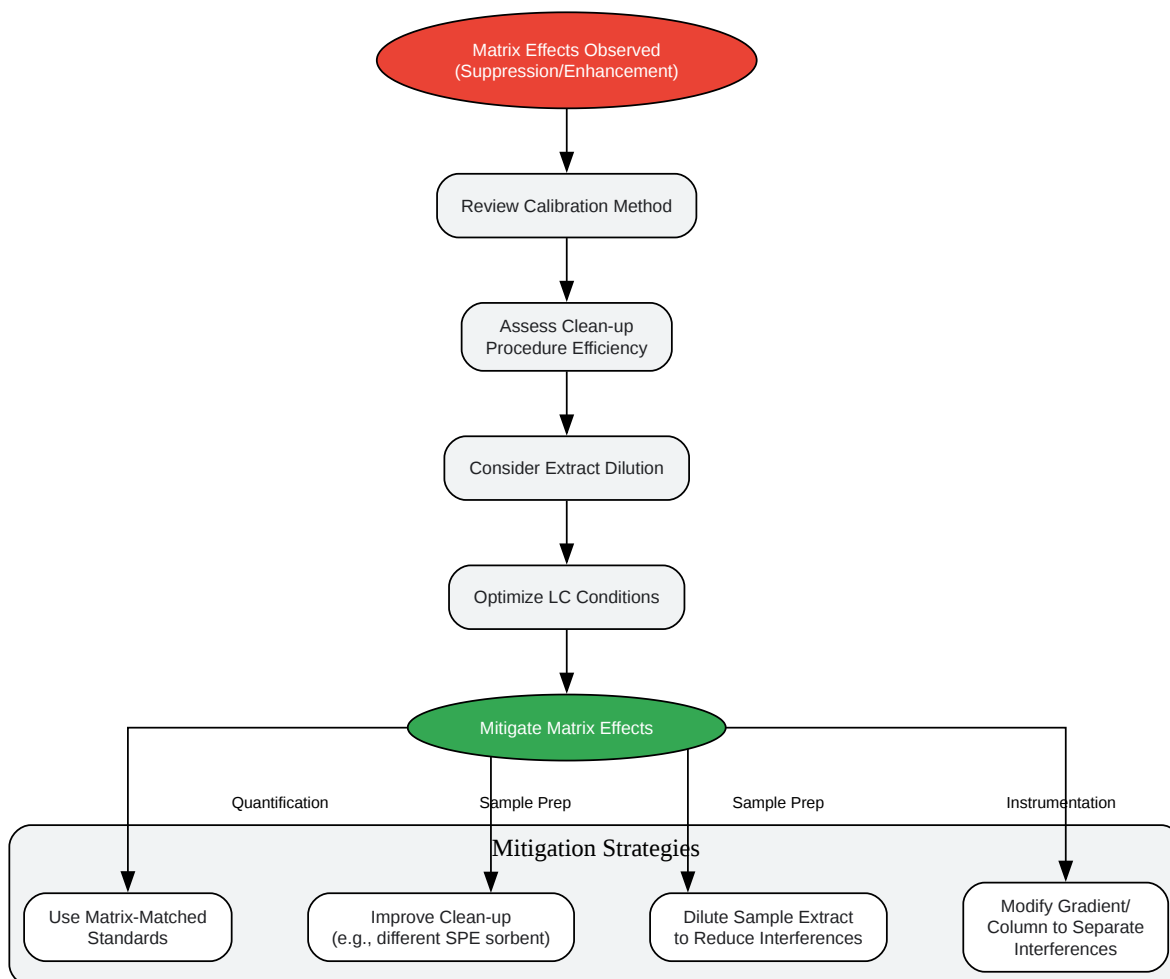 Matrix Effects Observed
(Suppression/Enhancement)
Review Calibration Method
Assess Clean-up
Procedure Efficiency
Consider Extract Dilution
Optimize LC Conditions
Mitigate Matrix Effects
Quantification
Sample Prep
Sample Prep
Instrumentation
Mitigation Strategies
Use Matrix-Matched
Standards
Improve Clean-up
(e.g., different SPE sorbent)
Dilute Sample Extract
to Reduce Interferences
Modify Gradient/
Column to Separate
Interferences